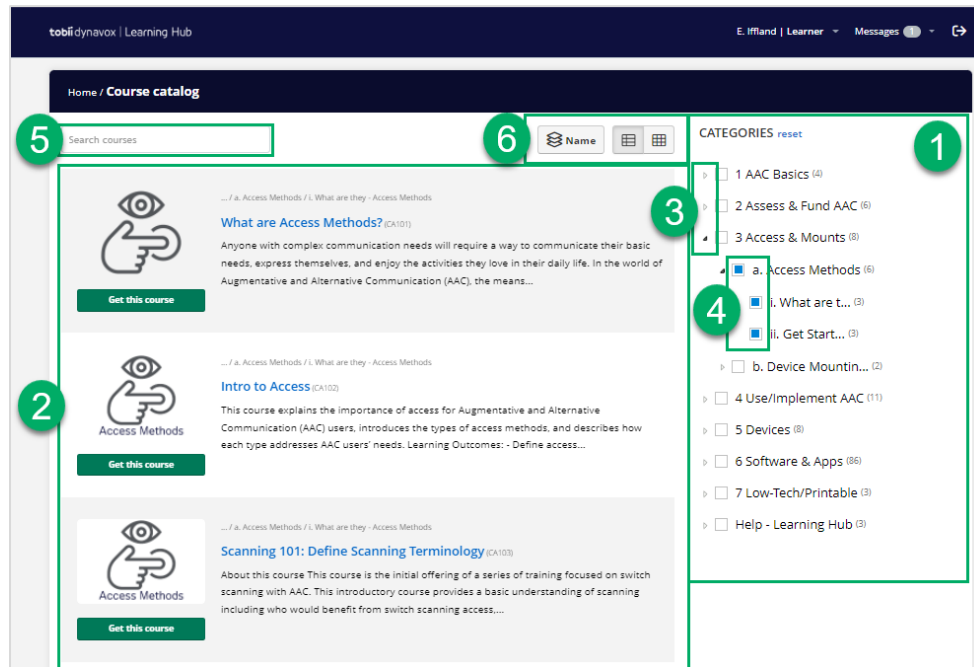 tobii dynavox | Learning Hub
E. Iffland | Learner Messages 1
Home / Course catalog
5
Search courses
6
Name
CATEGORIES reset
1
1 AAC Basics (4)
2 Assess & Fund AAC (6)
3
3 Access & Mounts (8)
a. Access Methods (6)
4
i. What are t... (3)
ii. Get Start... (3)
b. Device Mountin... (2)
4 Use/Implement AAC (11)
5 Devices (8)
6 Software & Apps (86)
7 Low-Tech/Printable (3)
Help - Learning Hub (3)
2
... / a. Access Methods / i. What are they - Access Methods
What are Access Methods? (CA101)
Anyone with complex communication needs will require a way to communicate their basic
needs, express themselves, and enjoy the activities they love in their daily life. In the world of
Augmentative and Alternative Communication (AAC), the means...
Get this course
... / a. Access Methods / i. What are they - Access Methods
Intro to Access (CA102)
This course explains the importance of access for Augmentative and Alternative
Communication (AAC) users, introduces the types of access methods, and describes how
each type addresses AAC users' needs. Learning Outcomes: - Define access...
Access Methods
Get this course
... / a. Access Methods / i. What are they - Access Methods
Scanning 101: Define Scanning Terminology (CA103)
About this course This course is the initial offering of a series of training focused on switch
scanning with AAC. This introductory course provides a basic understanding of scanning
including who would benefit from switch scanning access,...
Access Methods
Get this course